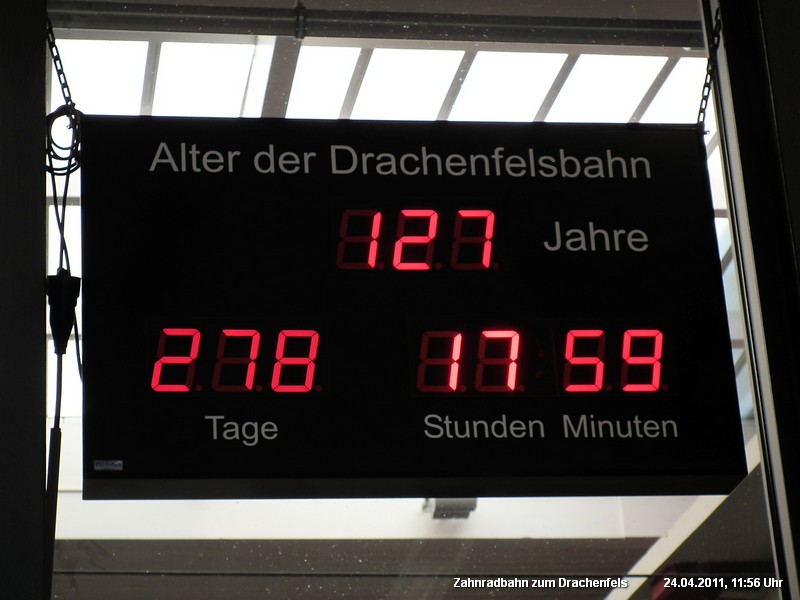 Alter der Drachenfelsbahn
127 Jahre
278 17 59
Tage Stunden Minuten
Zahnradbahn zum Drachenfels 24.04.2011, 11:56 Uhr